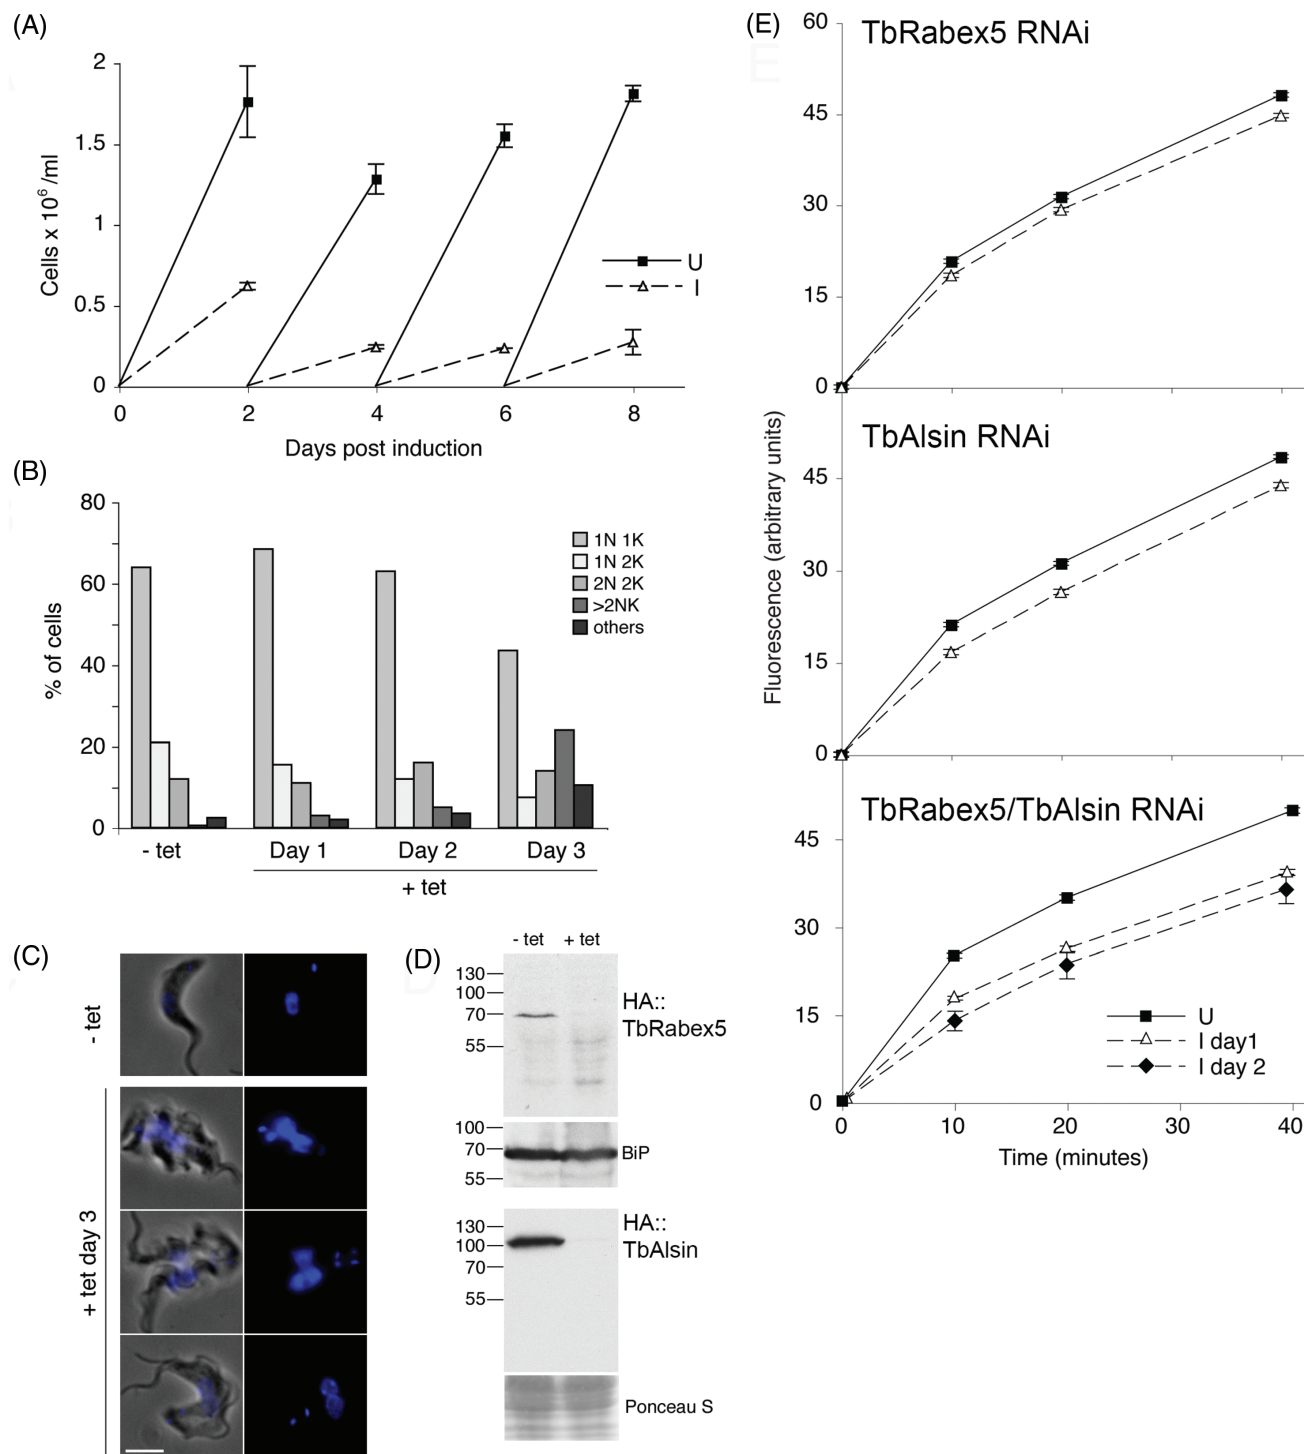 (A)
2
1.5
1
0.5
0
Cells x 10⁶ /ml
U
I
0 2 4 6 8
Days post induction
(B)
80
60
40
20
0
% of cells
1N 1K
1N 2K
2N 2K
>2NK
others
- tet Day 1 Day 2 Day 3
+ tet
(C)
- tet
+ tet day 3
(D)
- tet + tet
130
100
70
55
HA::
TbRabex5
100
70
55
BiP
130
100
70
55
HA::
TbAlsin
Ponceau S
(E)
TbRabex5 RNAi
60
45
30
15
0
Fluorescence (arbitrary units)
TbAlsin RNAi
45
30
15
0
TbRabex5/TbAlsin RNAi
45
30
15
0
U
I day1
I day 2
0 10 20 30 40
Time (minutes)